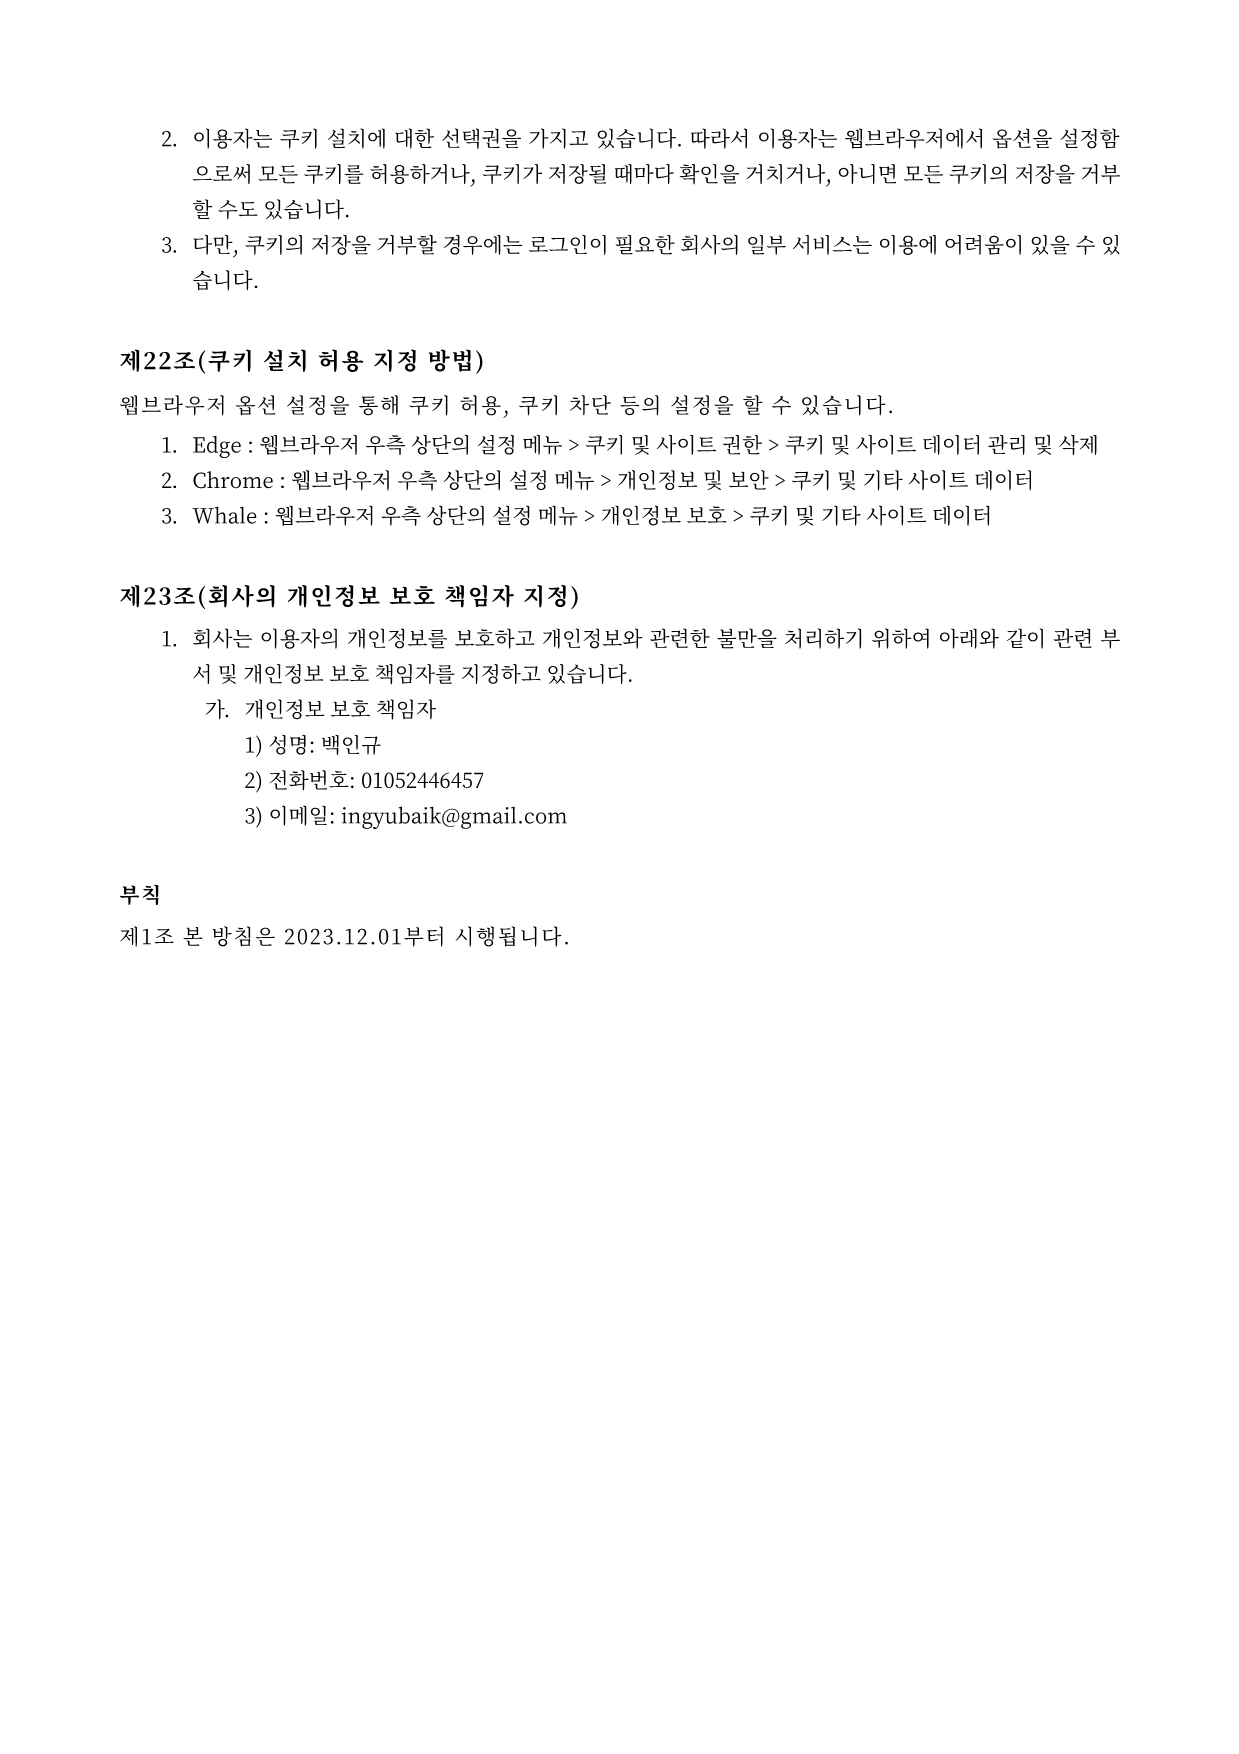 2. 이용자는 쿠키 설치에 대한 선택권을 가지고 있습니다. 따라서 이용자는 웹브라우저에서 옵션을 설정함
으로써 모든 쿠키를 허용하거나, 쿠키가 저장될 때마다 확인을 거치거나, 아니면 모든 쿠키의 저장을 거부
할 수도 있습니다.
3. 다만, 쿠키의 저장을 거부할 경우에는 로그인이 필요한 회사의 일부 서비스는 이용에 어려움이 있을 수 있
습니다.
제22조(쿠키 설치 허용 지정 방법)
웹브라우저 옵션 설정을 통해 쿠키 허용, 쿠키 차단 등의 설정을 할 수 있습니다.
1. Edge : 웹브라우저 우측 상단의 설정 메뉴 > 쿠키 및 사이트 권한 > 쿠키 및 사이트 데이터 관리 및 삭제
2. Chrome : 웹브라우저 우측 상단의 설정 메뉴 > 개인정보 및 보안 > 쿠키 및 기타 사이트 데이터
3. Whale : 웹브라우저 우측 상단의 설정 메뉴 > 개인정보 보호 > 쿠키 및 기타 사이트 데이터
제23조(회사의 개인정보 보호 책임자 지정)
1. 회사는 이용자의 개인정보를 보호하고 개인정보와 관련한 불만을 처리하기 위하여 아래와 같이 관련 부
서 및 개인정보 보호 책임자를 지정하고 있습니다.
가. 개인정보 보호 책임자
1) 성명: 백인규
2) 전화번호: 01052446457
3) 이메일: ingyubaik@gmail.com
부칙
제1조 본 방침은 2023.12.01부터 시행됩니다.